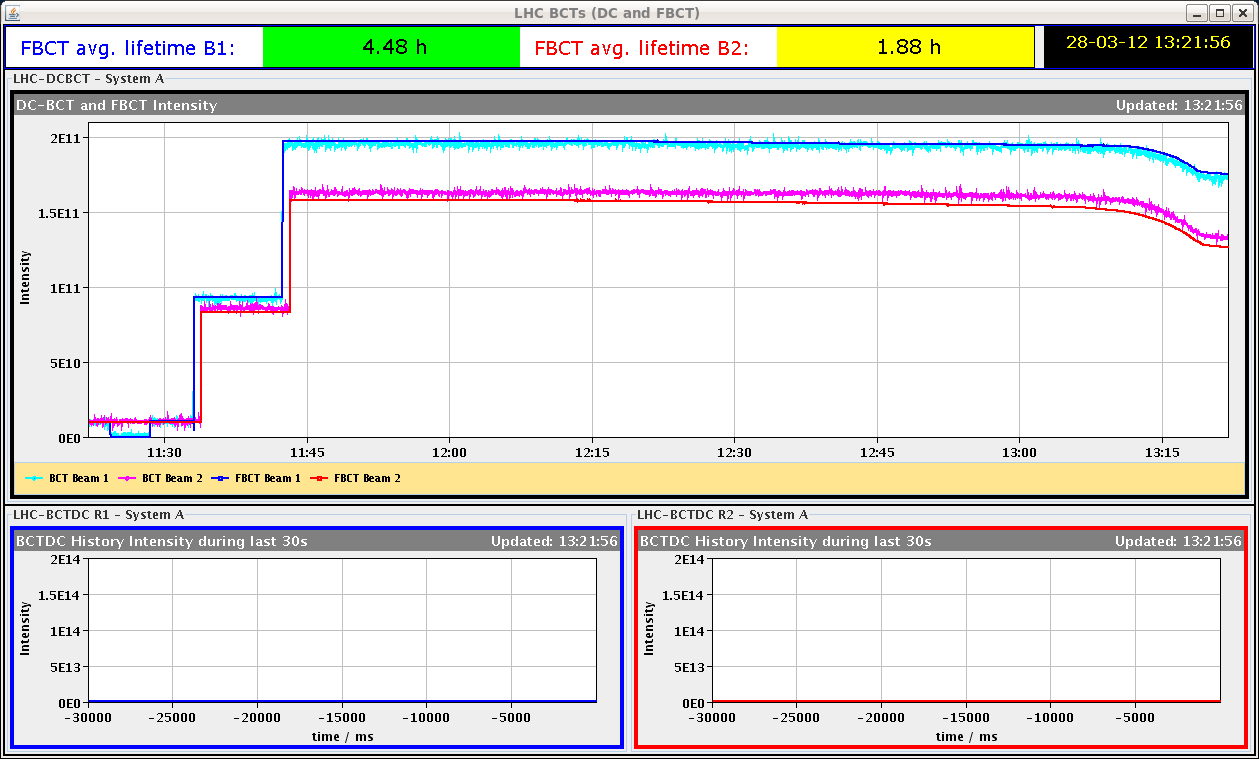 LHC BCTs (DC and FBCT)
FBCT avg. lifetime B1: 4.48 h FBCT avg. lifetime B2: 1.88 h 28-03-12 13:21:56
LHC-DCBCT - System A
DC-BCT and FBCT Intensity Updated: 13:21:56
2E11
1.5E11
1E11
5E10
0E0
Intensity
11:30 11:45 12:00 12:15 12:30 12:45 13:00 13:15
BCT Beam 1 BCT Beam 2 FBCT Beam 1 FBCT Beam 2
LHC-BCTDC R1 - System A
BCTDC History Intensity during last 30s Updated: 13:21:56
2E14
1.5E14
1E14
5E13
0E0
Intensity
-30000 -25000 -20000 -15000 -10000 -5000
time / ms
LHC-BCTDC R2 - System A
BCTDC History Intensity during last 30s Updated: 13:21:56
2E14
1.5E14
1E14
5E13
0E0
Intensity
-30000 -25000 -20000 -15000 -10000 -5000
time / ms